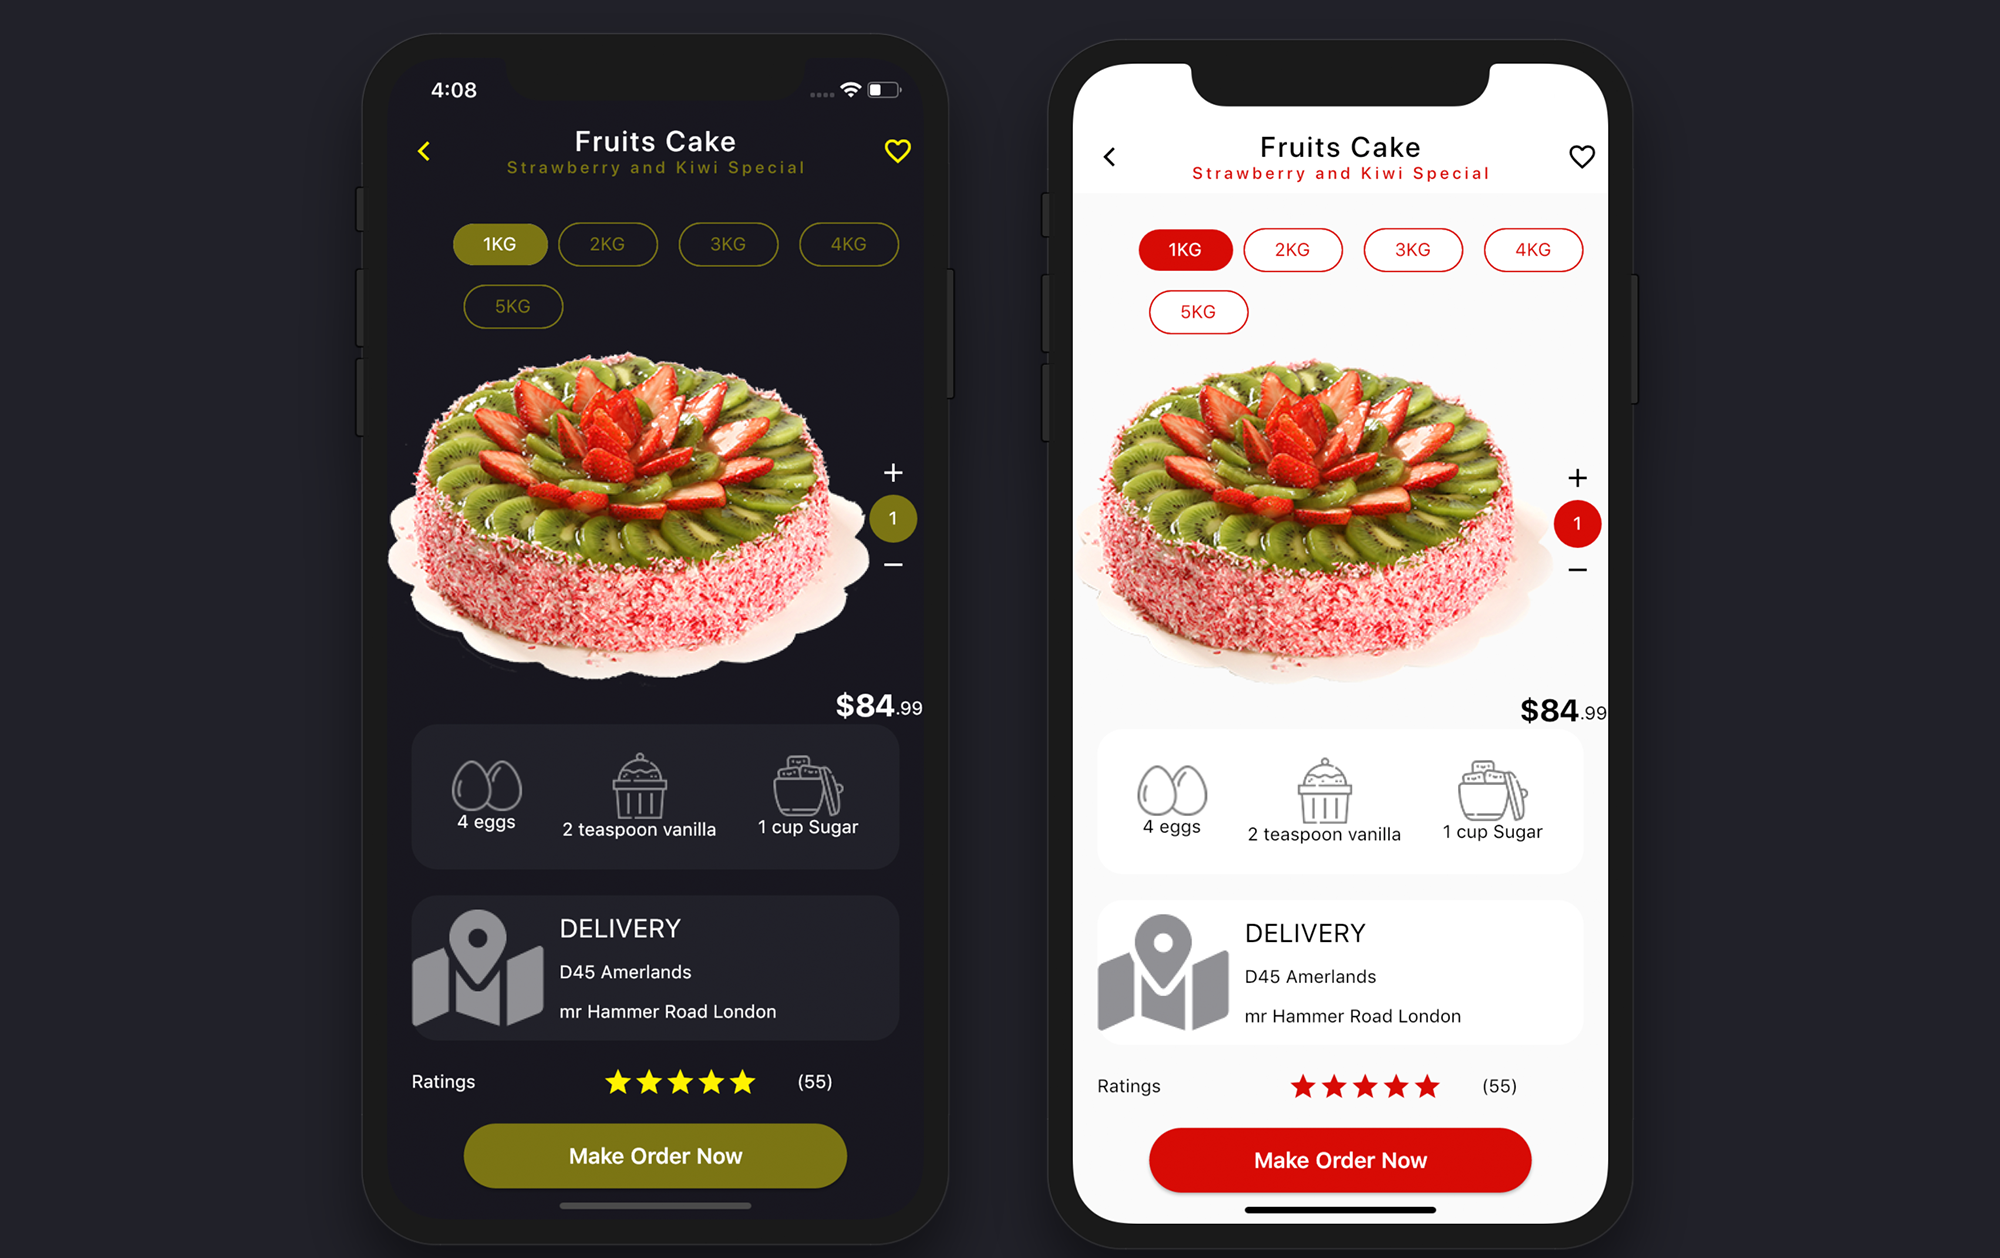 4:08
Fruits Cake
Strawberry and Kiwi Special
1KG 2KG 3KG 4KG
5KG
+
1
−
$84.99
4 eggs 2 teaspoon vanilla 1 cup Sugar
DELIVERY
D45 Amerlands
mr Hammer Road London
Ratings (55)
Make Order Now
Fruits Cake
Strawberry and Kiwi Special
1KG 2KG 3KG 4KG
5KG
+
1
−
$84.99
4 eggs 2 teaspoon vanilla 1 cup Sugar
DELIVERY
D45 Amerlands
mr Hammer Road London
Ratings (55)
Make Order Now